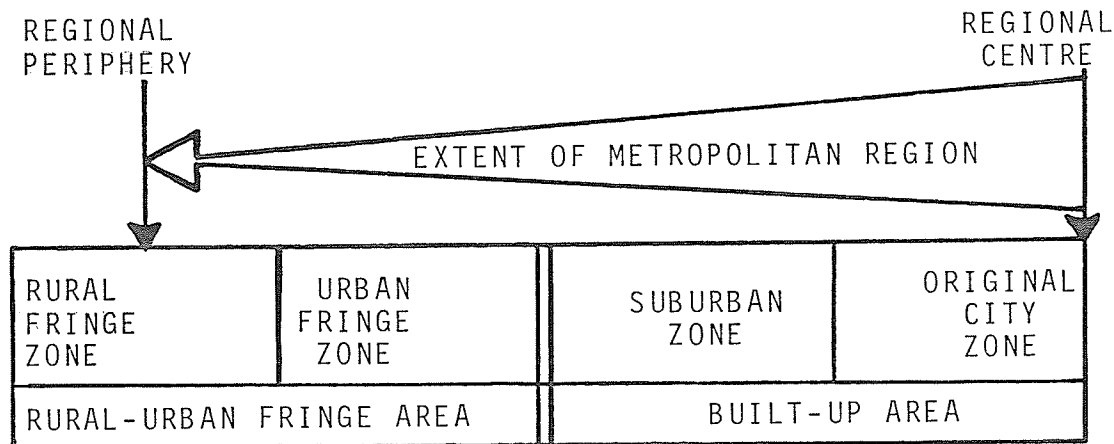 REGIONAL
PERIPHERY
REGIONAL
CENTRE
EXTENT OF METROPOLITAN REGION
RURAL
FRINGE
ZONE
URBAN
FRINGE
ZONE
SUBURBAN
ZONE
ORIGINAL
CITY
ZONE
RURAL-URBAN FRINGE AREA
BUILT-UP AREA